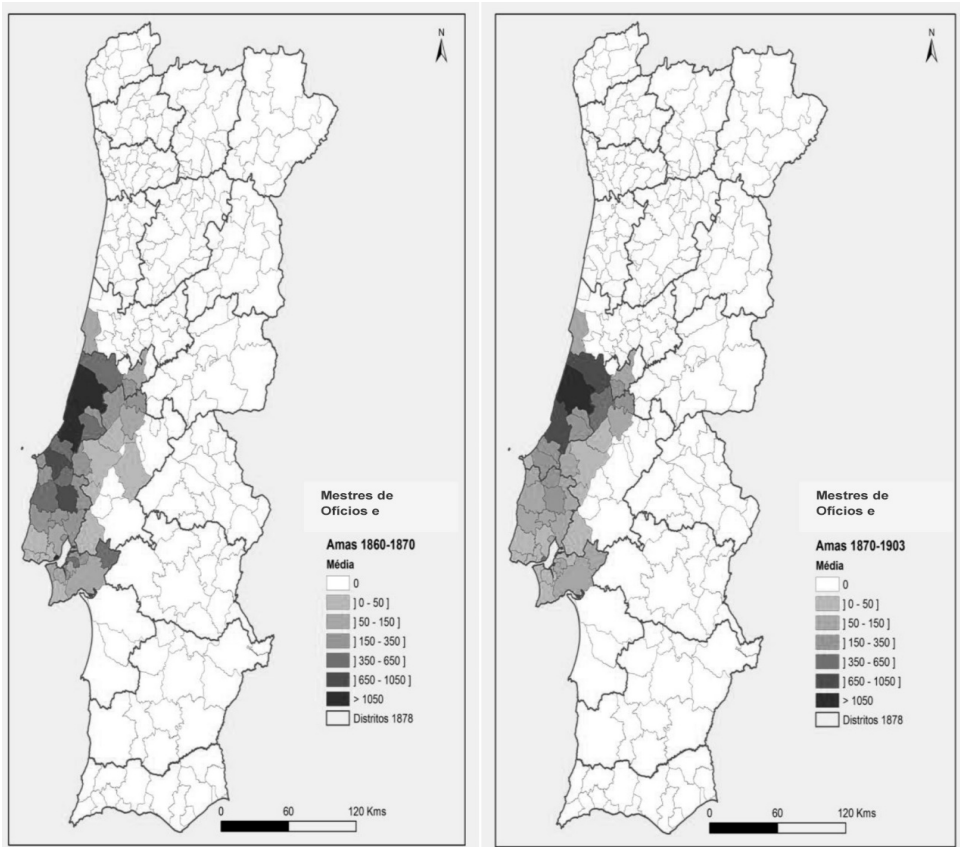 N
Mestres de
Ofícios e
Amas 1860-1870
Média
0
] 0 - 50 ]
] 50 - 150 ]
] 150 - 350 ]
] 350 - 650 ]
] 650 - 1050 ]
> 1050
Distritos 1878
0 60 120 Kms
N
Mestres de
Ofícios e
Amas 1870-1903
Média
0
] 0 - 50 ]
] 50 - 150 ]
] 150 - 350 ]
] 350 - 650 ]
] 650 - 1050 ]
> 1050
Distritos 1878
0 60 120 Kms